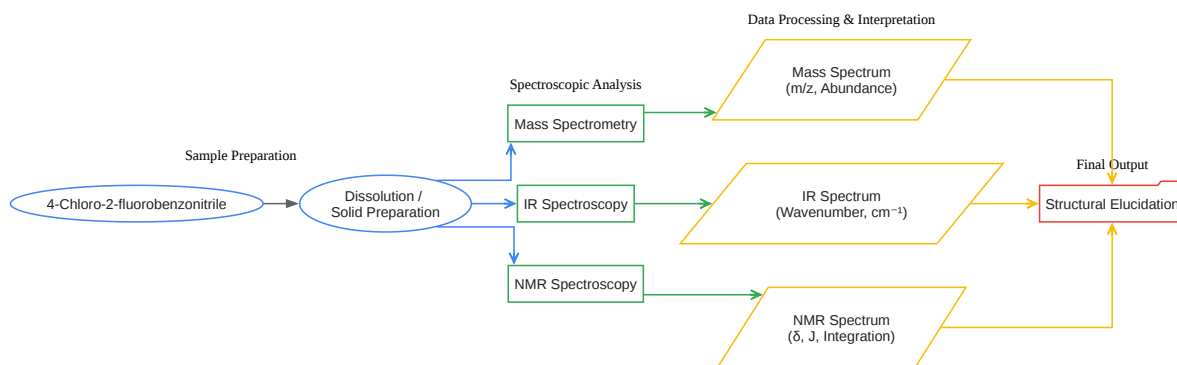 Data Processing & Interpretation
Mass Spectrum
(m/z, Abundance)
Spectroscopic Analysis
Mass Spectrometry
Sample Preparation
Final Output
4-Chloro-2-fluorobenzonitrile
Dissolution /
Solid Preparation
IR Spectroscopy
IR Spectrum
(Wavenumber, cm⁻¹)
Structural Elucidation
NMR Spectroscopy
NMR Spectrum
(δ, J, Integration)